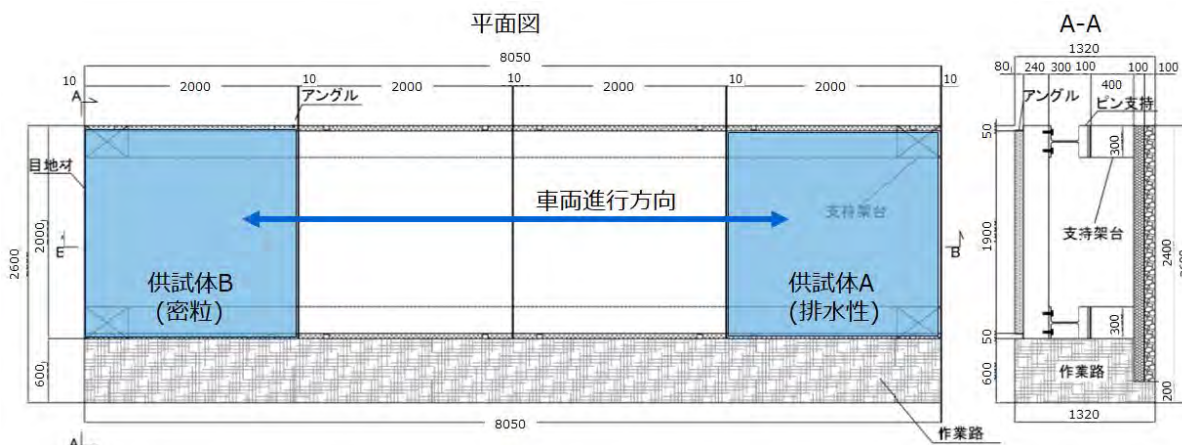 平面図
A-A
8050
1320
10
2000
10
2000
10
2000
10
2000
10
80
240
300
100
100
100
400
A
アングル
アングル
ピン支持
50
300
目地材
車両進行方向
支持架台
支持架台
2600
2000
E
B
1900
2400
供試体B
(密粒)
供試体A
(排水性)
300
50
600
600
作業路
200
8050
1320
作業路
A